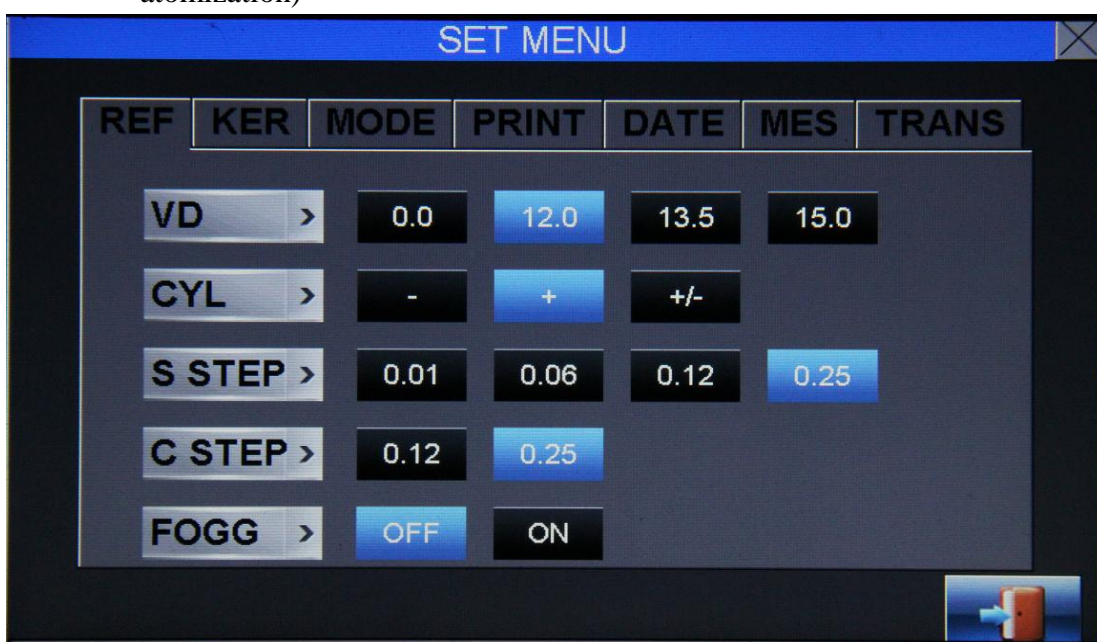 atomization)
SET MENU
REF KER MODE PRINT DATE MES TRANS
VD > 0.0 12.0 13.5 15.0
CYL > - + +/-
S STEP > 0.01 0.06 0.12 0.25
C STEP > 0.12 0.25
FOGG > OFF ON